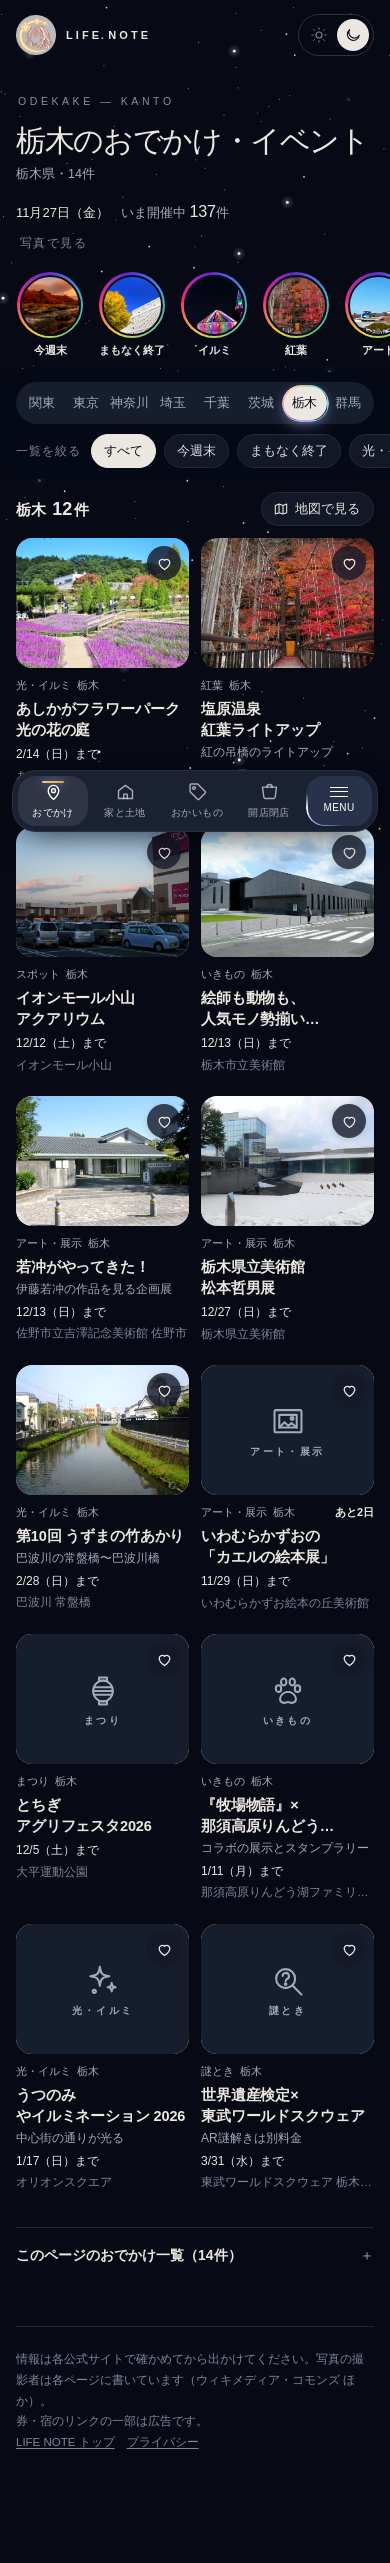 LIFE NOTE
ODEKAKE — KANTO
栃木のおでかけ・イベント
栃木県・14件
11月27日（金） いま開催中 137件
写真で見る
今週末 まもなく終了 イルミ 紅葉 アート
関東 東京 神奈川 埼玉 千葉 茨城 栃木 群馬
一覧を絞る すべて 今週末 まもなく終了 光・
栃木 12件
地図で見る
光・イルミ 栃木
あしかがフラワーパーク
光の花の庭
2/14（日）まで
紅葉 栃木
塩原温泉
紅葉ライトアップ
紅の吊橋のライトアップ
おでかけ 家と土地 おかいもの 開店閉店 MENU
スポット 栃木
イオンモール小山
アクアリウム
12/12（土）まで
イオンモール小山
いきもの 栃木
絵師も動物も、
人気モノ勢揃い…
12/13（日）まで
栃木市立美術館
アート・展示 栃木
若冲がやってきた！
伊藤若冲の作品を見る企画展
12/13（日）まで
佐野市立吉澤記念美術館 佐野市
アート・展示 栃木
栃木県立美術館
松本哲男展
12/27（日）まで
栃木県立美術館
光・イルミ 栃木
第10回 うずまの竹あかり
巴波川の常盤橋〜巴波川橋
2/28（日）まで
巴波川 常盤橋
アート・展示
アート・展示 栃木 あと2日
いわむらかずおの
「カエルの絵本展」
11/29（日）まで
いわむらかずお絵本の丘美術館
まつり
まつり 栃木
とちぎ
アグリフェスタ2026
12/5（土）まで
大平運動公園
いきもの
いきもの 栃木
『牧場物語』×
那須高原りんどう…
コラボの展示とスタンプラリー
1/11（月）まで
那須高原りんどう湖ファミリ…
光・イルミ
光・イルミ 栃木
うつのみ
やイルミネーション 2026
中心街の通りが光る
1/17（日）まで
オリオンスクエア
謎とき
謎とき 栃木
世界遺産検定×
東武ワールドスクウェア
AR謎解きは別料金
3/31（水）まで
東武ワールドスクウェア 栃木…
このページのおでかけ一覧（14件） +
情報は各公式サイトで確かめてから出かけてください。写真の撮
影者は各ページに書いています（ウィキメディア・コモンズ ほ
か）。
券・宿のリンクの一部は広告です。
LIFE NOTE トップ プライバシー